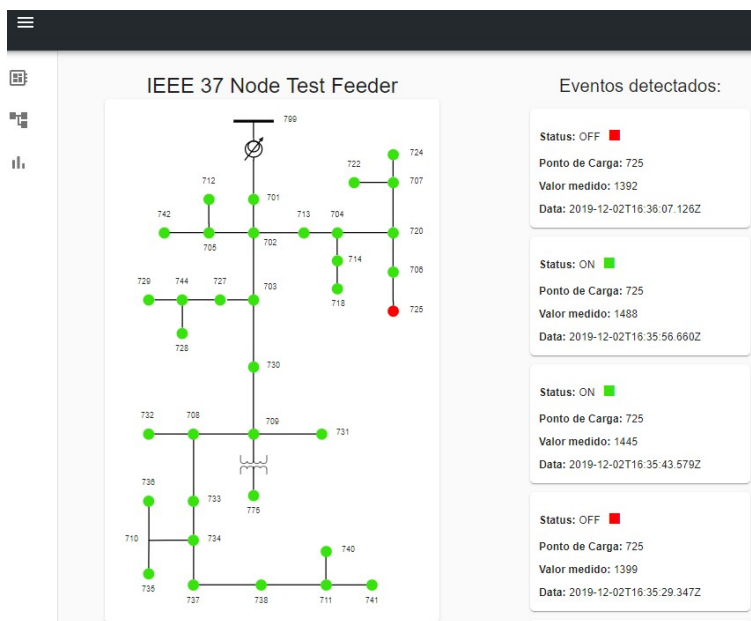 IEEE 37 Node Test Feeder
799
724
722
707
712
701
742
713
704
720
705
702
714
706
729
744
727
703
718
725
728
730
732
708
709
731
736
733
775
710
734
740
735
737
738
711
741
Eventos detectados:
Status: OFF
Ponto de Carga: 725
Valor medido: 1392
Data: 2019-12-02T16:36:07.126Z
Status: ON
Ponto de Carga: 725
Valor medido: 1488
Data: 2019-12-02T16:35:56.660Z
Status: ON
Ponto de Carga: 725
Valor medido: 1445
Data: 2019-12-02T16:35:43.579Z
Status: OFF
Ponto de Carga: 725
Valor medido: 1399
Data: 2019-12-02T16:35:29.347Z